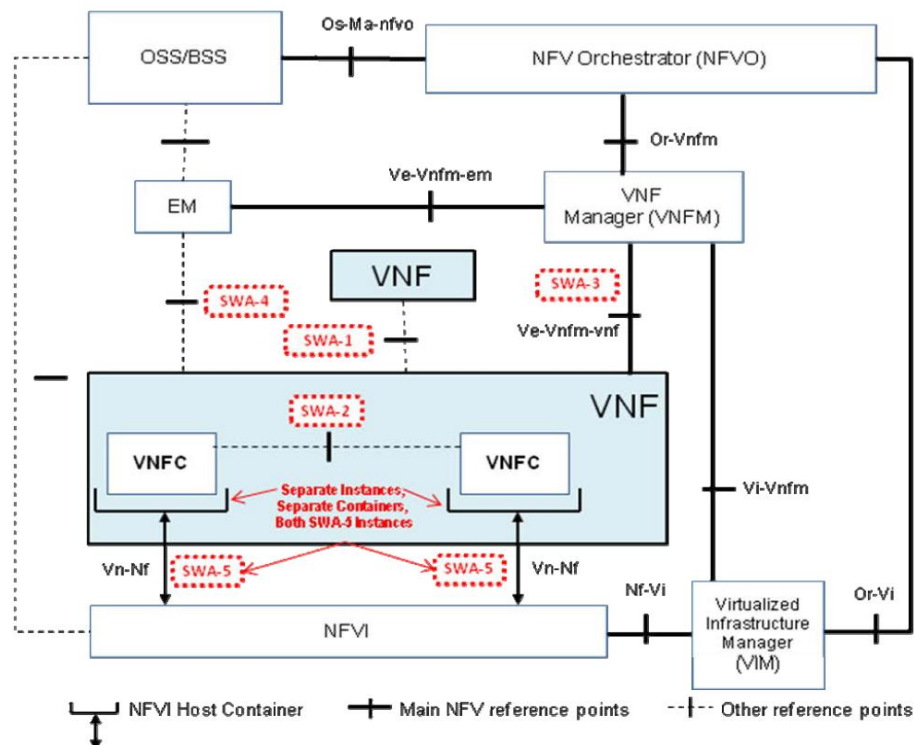 Os-Ma-nfvo
OSS/BSS
NFV Orchestrator (NFVO)
Or-Vnfm
Ve-Vnfm-em
EM
VNF
Manager (VNFM)
VNF
SWA-4
SWA-3
SWA-1
Ve-Vnfm-vnf
SWA-2
VNF
VNFC
VNFC
Separate Instances,
Separate Containers,
Both SWA-5 Instances
Vi-Vnfm
Vn-Nf
SWA-5
SWA-5
Vn-Nf
Nf-Vi
Or-Vi
NFVI
Virtualized
Infrastructure
Manager
(VIM)
NFVI Host Container
Main NFV reference points
Other reference points